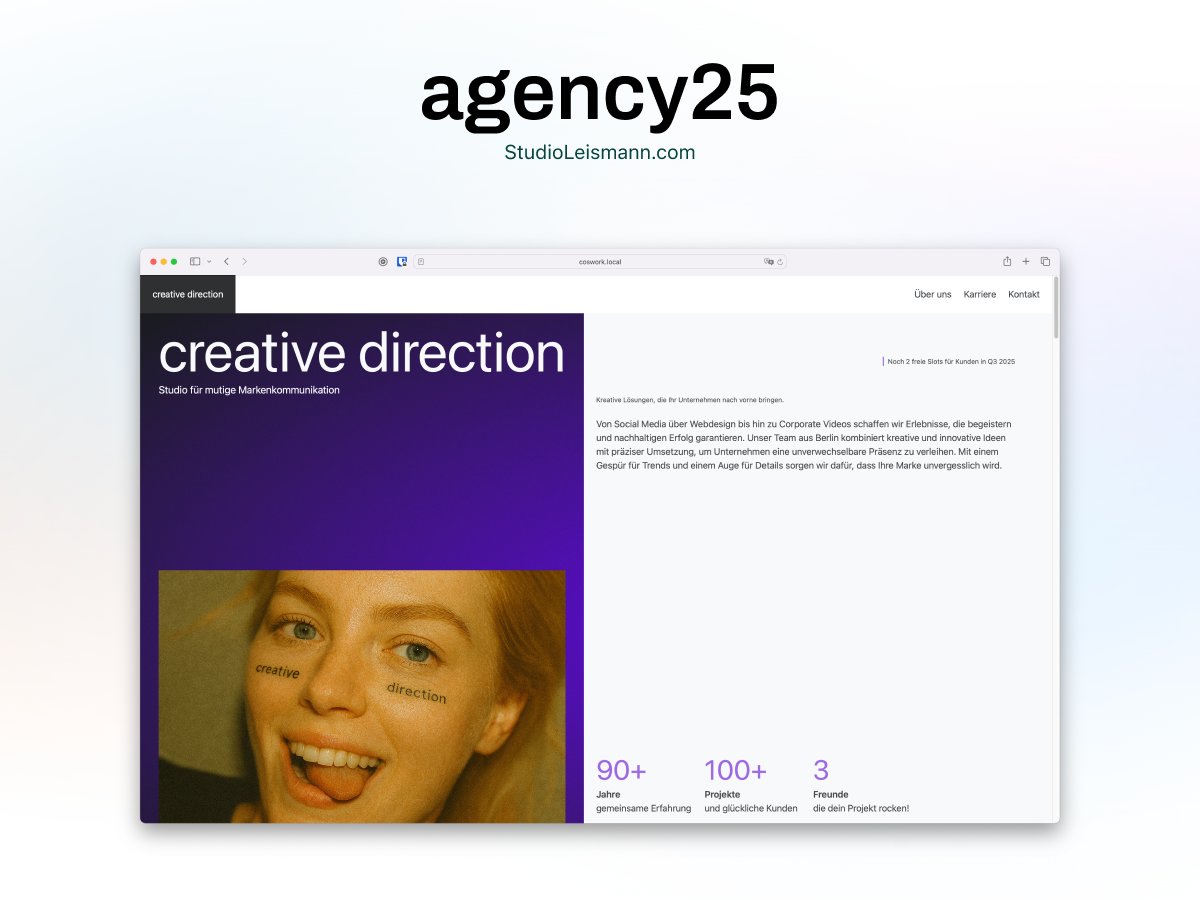 agency25
StudioLeismann.com
coswork.local
creative direction
Über uns Karriere Kontakt
creative direction
Studio für mutige Markenkommunikation
Noch 2 freie Slots für Kunden in Q3 2025
Kreative Lösungen, die Ihr Unternehmen nach vorne bringen.
Von Social Media über Webdesign bis hin zu Corporate Videos schaffen wir Erlebnisse, die begeistern
und nachhaltigen Erfolg garantieren. Unser Team aus Berlin kombiniert kreative und innovative Ideen
mit präziser Umsetzung, um Unternehmen eine unverwechselbare Präsenz zu verleihen. Mit einem
Gespür für Trends und einem Auge für Details sorgen wir dafür, dass Ihre Marke unvergesslich wird.
creative
direction
90+ 100+ 3
Jahre Projekte Freunde
gemeinsame Erfahrung und glückliche Kunden die dein Projekt rocken!